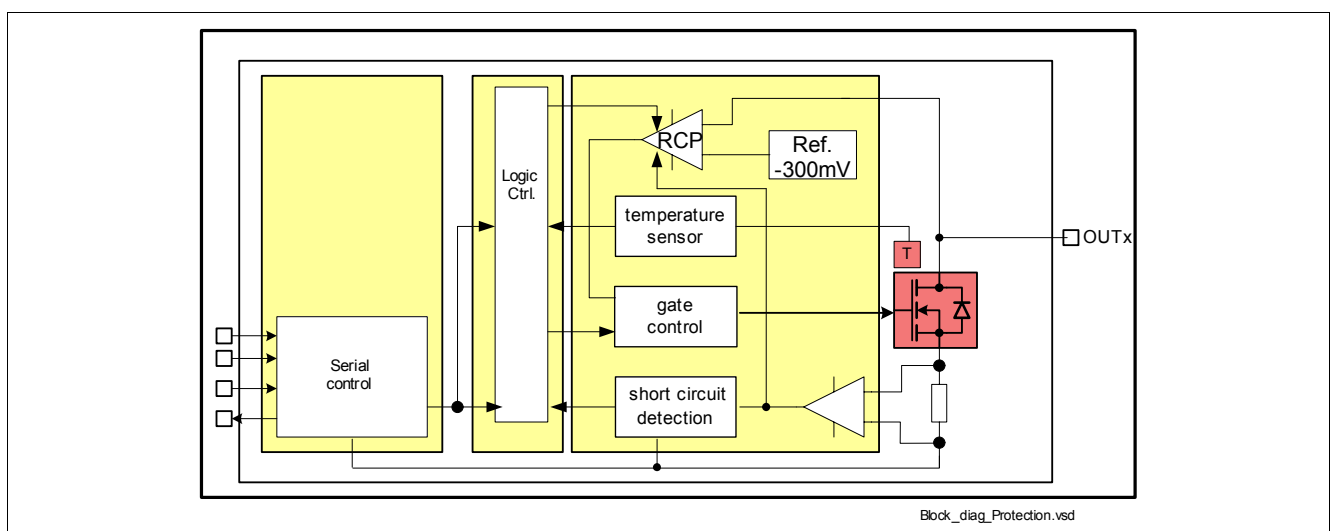 RCP
Ref.
-300mV
Logic
Ctrl.
temperature
sensor
T
OUTx
gate
control
Serial
control
short circuit
detection
Block_diag_Protection.vsd